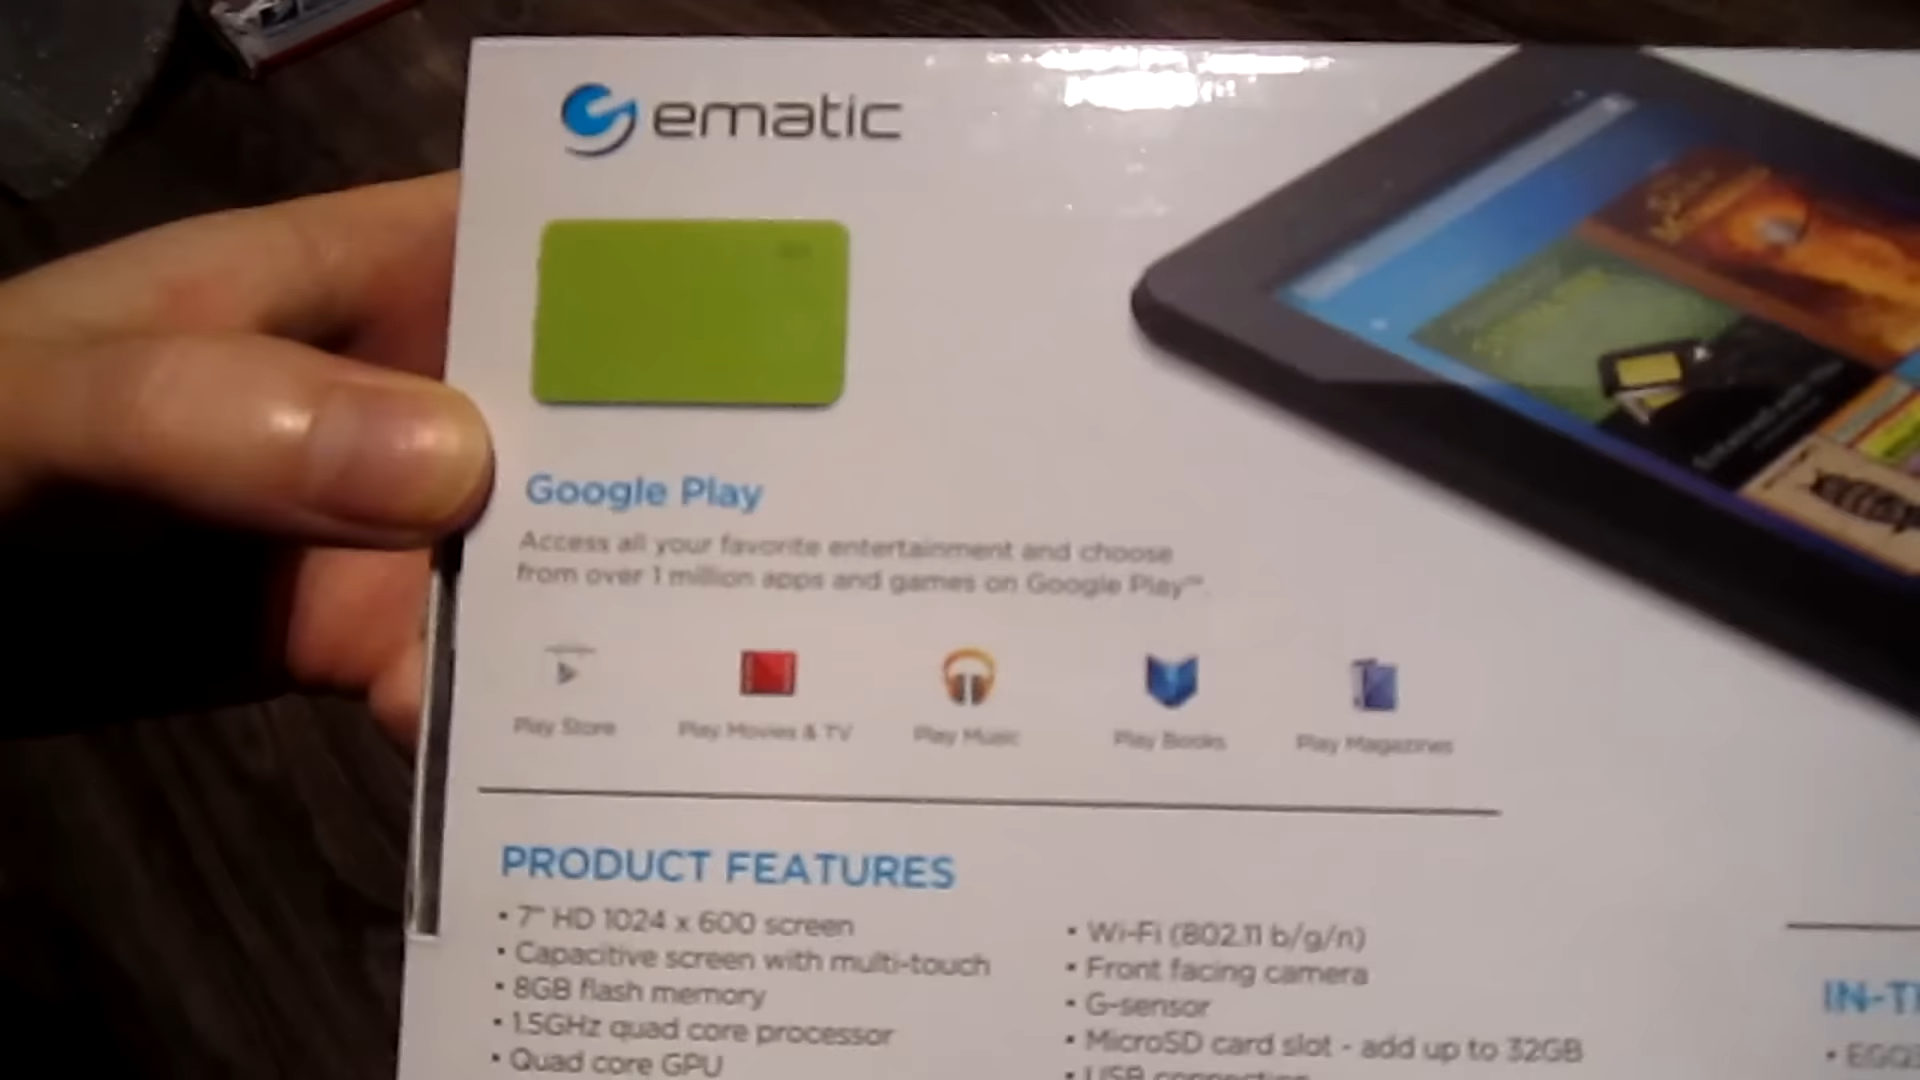 ematic
Google Play
Access all your favorite entertainment and choose
from over 1 million apps and games on Google Play™.
Play Store
Play Movies & TV
Play Music
Play Books
Play Magazines
PRODUCT FEATURES
• 7" HD 1024 x 600 screen
• Capacitive screen with multi-touch
• 8GB flash memory
• 1.5GHz quad core processor
• Quad core GPU
• Wi-Fi (802.11 b/g/n)
• Front facing camera
• G-sensor
• MicroSD card slot - add up to 32GB
• USB connection
IN-T